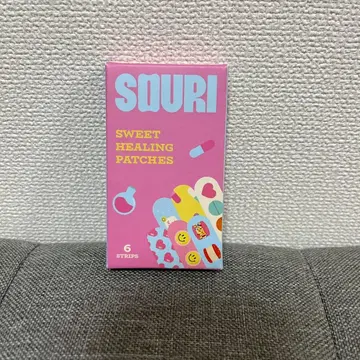 SOURI
SWEET
HEALING
PATCHES
6
STRIPS